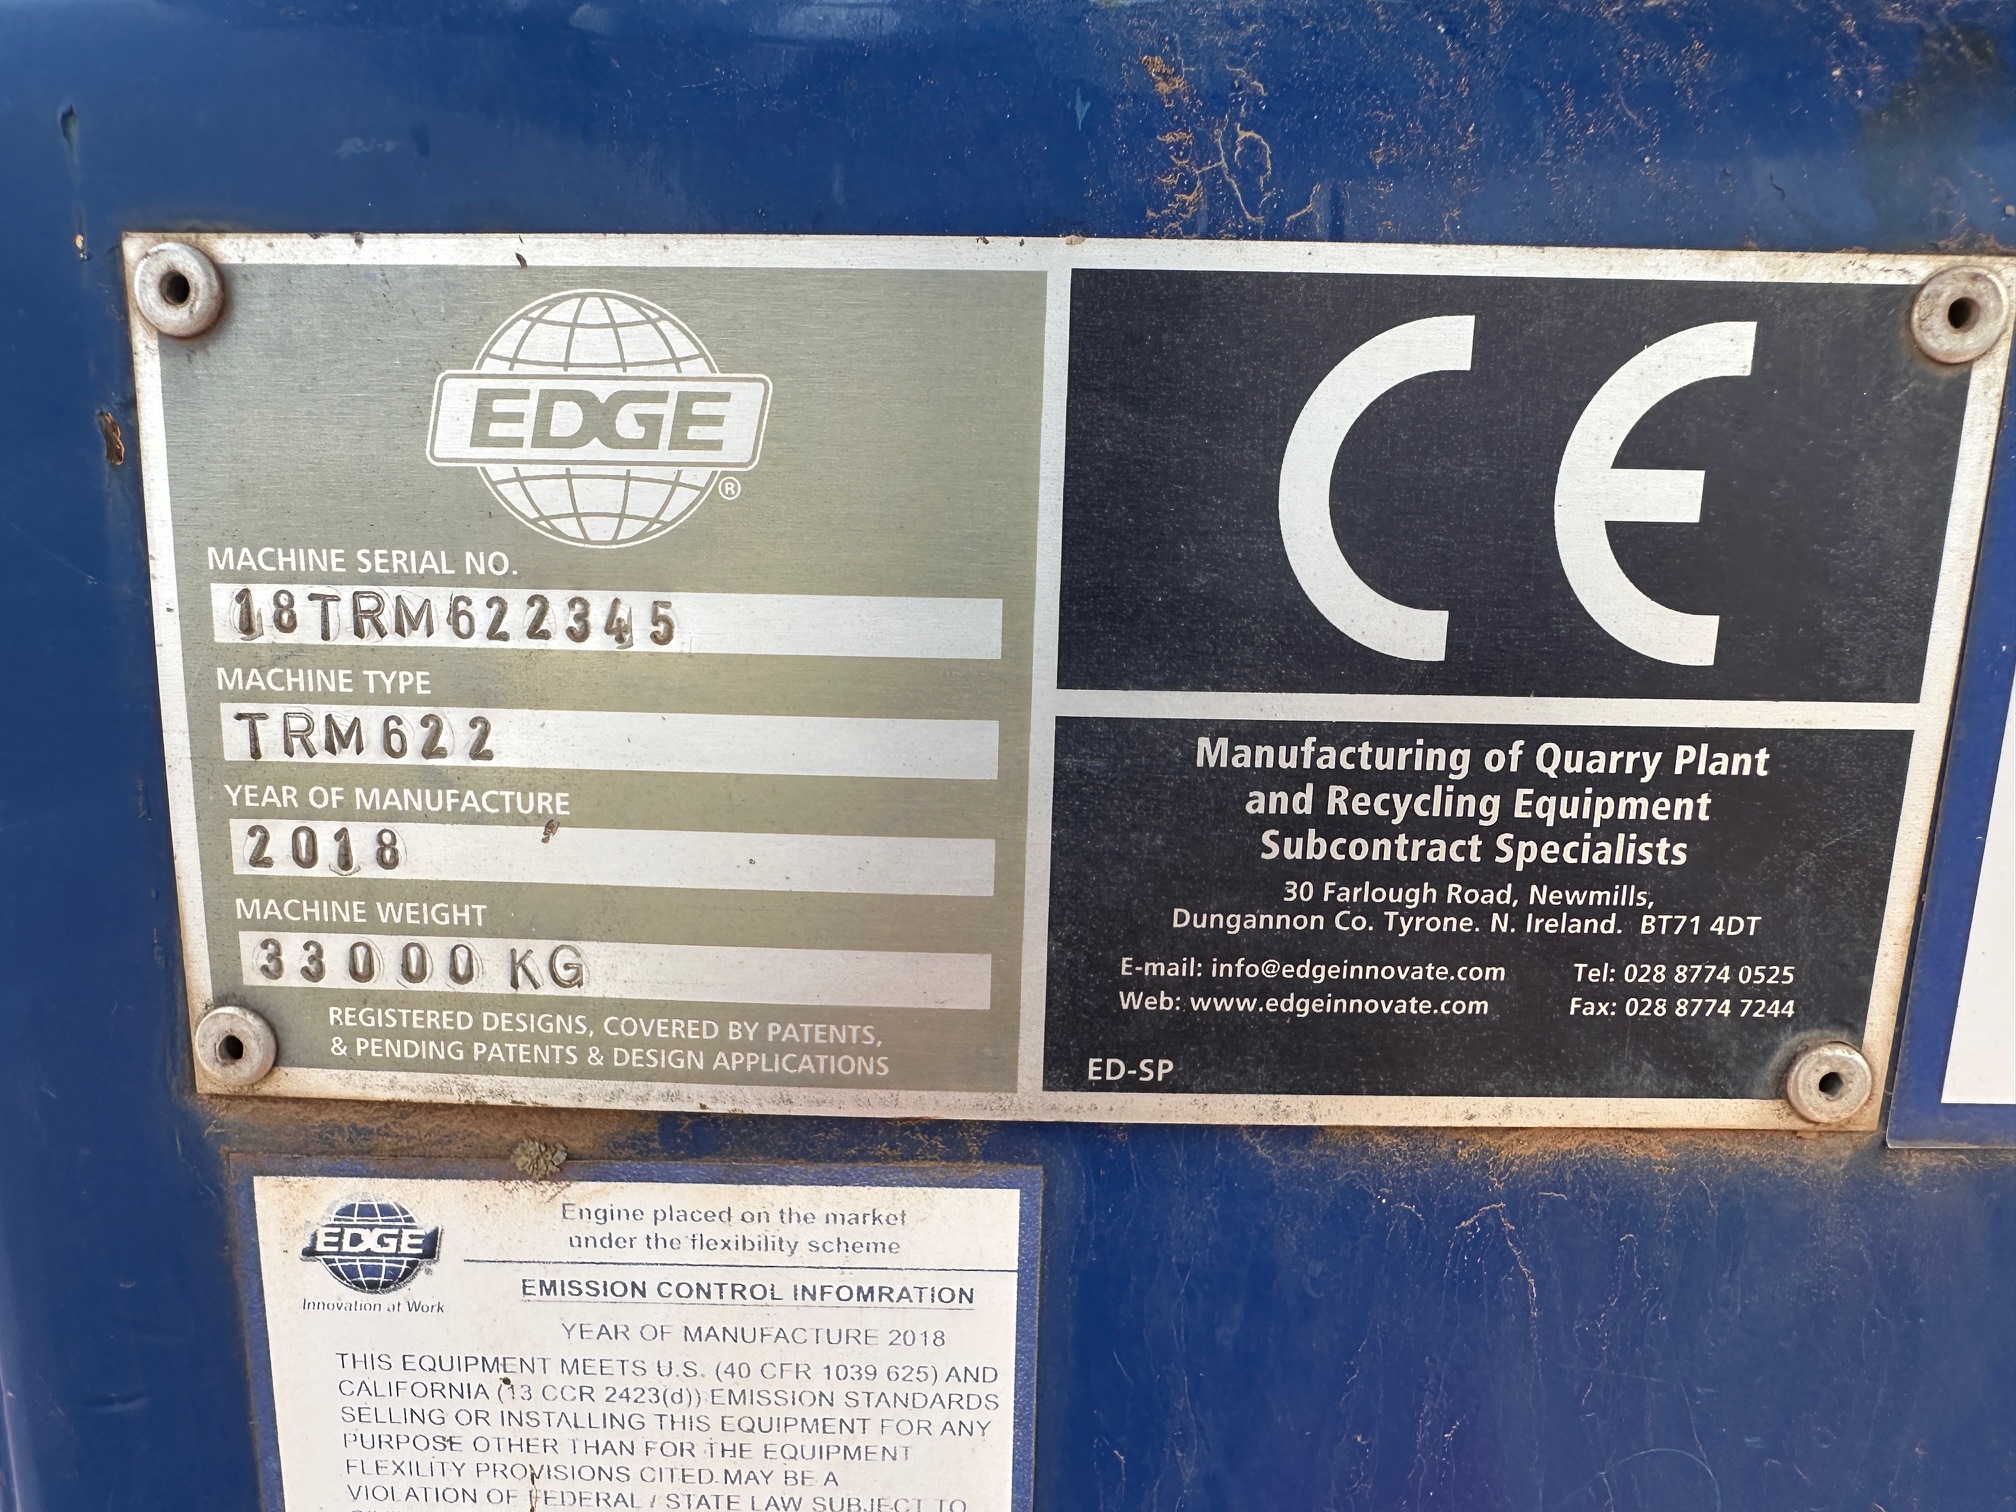 EDGE
®
MACHINE SERIAL NO.
18TRM622345
MACHINE TYPE
TRM622
YEAR OF MANUFACTURE
2018
MACHINE WEIGHT
33000 KG
REGISTERED DESIGNS, COVERED BY PATENTS,
& PENDING PATENTS & DESIGN APPLICATIONS
CE
Manufacturing of Quarry Plant
and Recycling Equipment
Subcontract Specialists
30 Farlough Road, Newmills,
Dungannon Co. Tyrone. N. Ireland. BT71 4DT
E-mail: info@edgeinnovate.com Tel: 028 8774 0525
Web: www.edgeinnovate.com Fax: 028 8774 7244
ED-SP
EDGE
Innovation at Work
Engine placed on the market
under the flexibility scheme
EMISSION CONTROL INFOMRATION
YEAR OF MANUFACTURE 2018
THIS EQUIPMENT MEETS U.S. (40 CFR 1039 625) AND
CALIFORNIA (13 CCR 2423(d)) EMISSION STANDARDS
SELLING OR INSTALLING THIS EQUIPMENT FOR ANY
PURPOSE OTHER THAN FOR THE EQUIPMENT
FLEXILITY PROVISIONS CITED MAY BE A
VIOLATION OF FEDERAL / STATE LAW SUBJECT TO